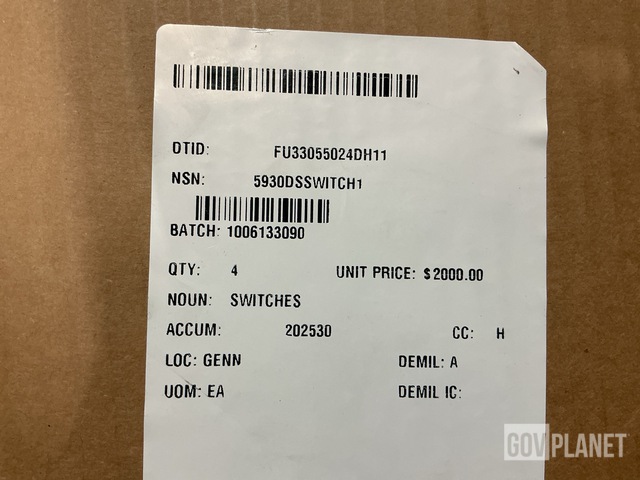 DTID: FU33055024DH11
NSN: 5930DSSWITCH1
BATCH: 1006133090
QTY: 4 UNIT PRICE: $2000.00
NOUN: SWITCHES
ACCUM: 202530 CC: H
LOC: GENN DEMIL: A
UOM: EA DEMIL IC:
GOVPLANET